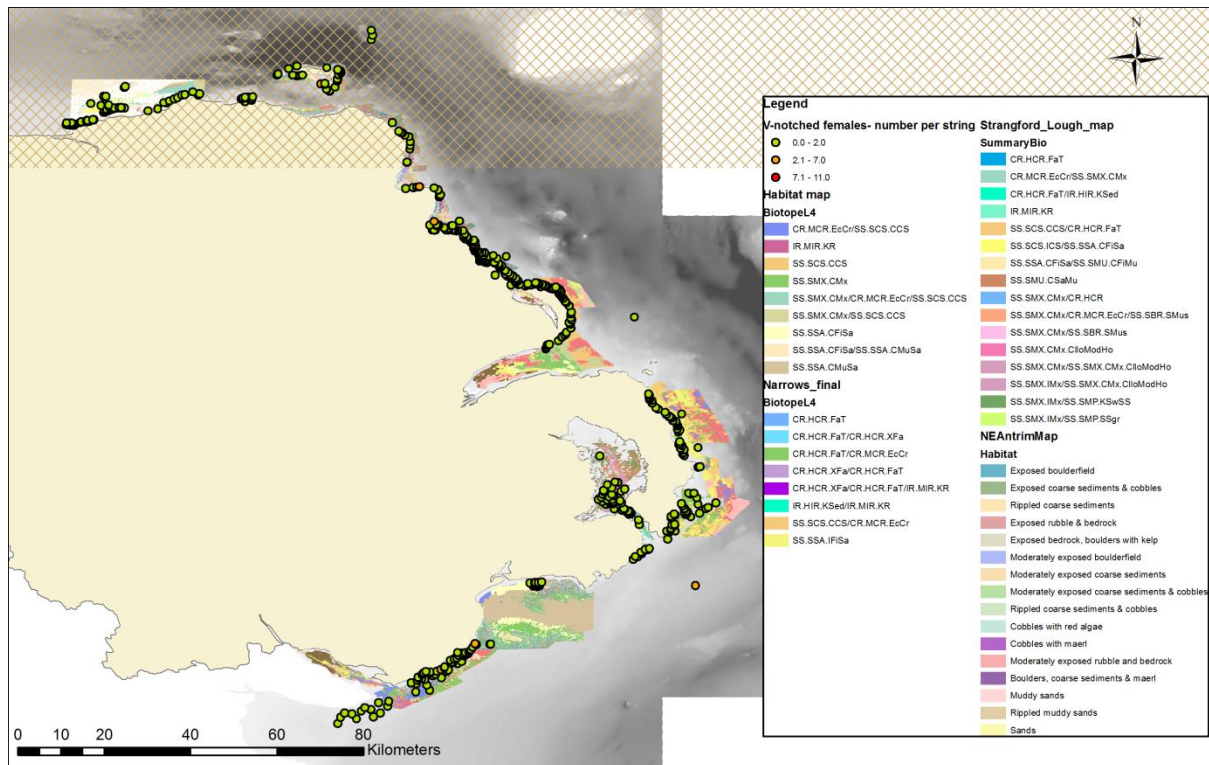 N
Legend
V-notched females- number per string
0.0 - 2.0
2.1 - 7.0
7.1 - 11.0
Habitat map
BiotopeL4
CR.MCR.EcCr/SS.SCS.CCS
IR.MIR.KR
SS.SCS.CCS
SS.SMX.CMx
SS.SMX.CMx/CR.MCR.EcCr/SS.SCS.CCS
SS.SMX.CMx/SS.SCS.CCS
SS.SSA.CFiSa
SS.SSA.CFiSa/SS.SSA.CMuSa
SS.SSA.CMuSa
Narrows_final
BiotopeL4
CR.HCR.FaT
CR.HCR.FaT/CR.HCR.XFa
CR.HCR.FaT/CR.MCR.EcCr
CR.HCR.XFa/CR.HCR.FaT
CR.HCR.XFa/CR.HCR.FaT/IR.MIR.KR
IR.HIR.KSed/IR.MIR.KR
SS.SCS.CCS/CR.MCR.EcCr
SS.SSA.IFiSa
Strangford_Lough_map
SummaryBio
CR.HCR.FaT
CR.MCR.EcCr/SS.SMX.CMx
CR.HCR.FaT/IR.HIR.KSed
IR.MIR.KR
SS.SCS.CCS/CR.HCR.FaT
SS.SCS.ICS/SS.SSA.CFiSa
SS.SSA.CFiSa/SS.SMU.CFiMu
SS.SMU.CSaMu
SS.SMX.CMx/CR.HCR
SS.SMX.CMx/CR.MCR.EcCr/SS.SBR.SMus
SS.SMX.CMx/SS.SBR.SMus
SS.SMX.CMx.ClloModHo
SS.SMX.CMx/SS.SMX.CMx.ClloModHo
SS.SMX.IMx/SS.SMX.CMx.ClloModHo
SS.SMX.IMx/SS.SMP.KSwSS
SS.SMX.IMx/SS.SMP.SSgr
NEAntrimMap
Habitat
Exposed boulderfield
Exposed coarse sediments & cobbles
Rippled coarse sediments
Exposed rubble & bedrock
Exposed bedrock, boulders with kelp
Moderately exposed boulderfield
Moderately exposed coarse sediments
Moderately exposed coarse sediments & cobbles
Rippled coarse sediments & cobbles
Cobbles with red algae
Cobbles with maerl
Moderately exposed rubble and bedrock
Boulders, coarse sediments & maerl
Muddy sands
Rippled muddy sands
Sands
0 10 20 40 60 80
Kilometers